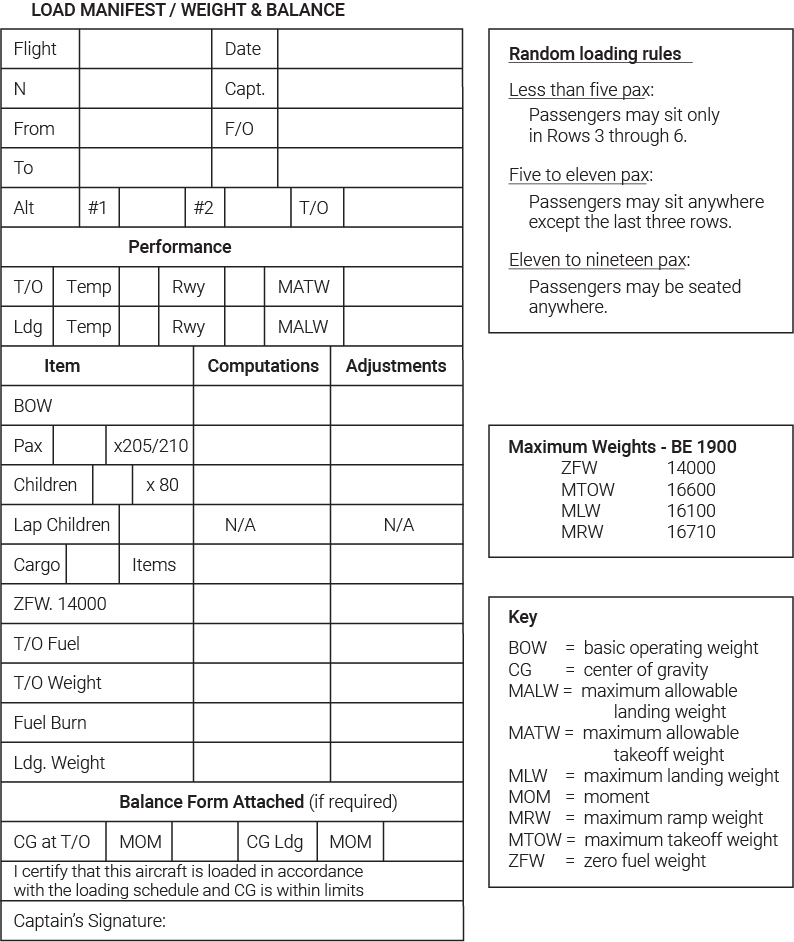 LOAD MANIFEST / WEIGHT & BALANCE
Flight Date
N Capt.
From F/O
To
Alt #1 #2 T/O
Performance
T/O Temp Rwy MATW
Ldg Temp Rwy MALW
Item Computations Adjustments
BOW
Pax x205/210
Children x 80
Lap Children N/A N/A
Cargo Items
ZFW. 14000
T/O Fuel
T/O Weight
Fuel Burn
Ldg. Weight
Balance Form Attached (if required)
CG at T/O MOM CG Ldg MOM
I certify that this aircraft is loaded in accordance
with the loading schedule and CG is within limits
Captain’s Signature:
Random loading rules
Less than five pax:
Passengers may sit only
in Rows 3 through 6.
Five to eleven pax:
Passengers may sit anywhere
except the last three rows.
Eleven to nineteen pax:
Passengers may be seated
anywhere.
Maximum Weights - BE 1900
ZFW 14000
MTOW 16600
MLW 16100
MRW 16710
Key
BOW = basic operating weight
CG = center of gravity
MALW = maximum allowable
landing weight
MATW = maximum allowable
takeoff weight
MLW = maximum landing weight
MOM = moment
MRW = maximum ramp weight
MTOW = maximum takeoff weight
ZFW = zero fuel weight